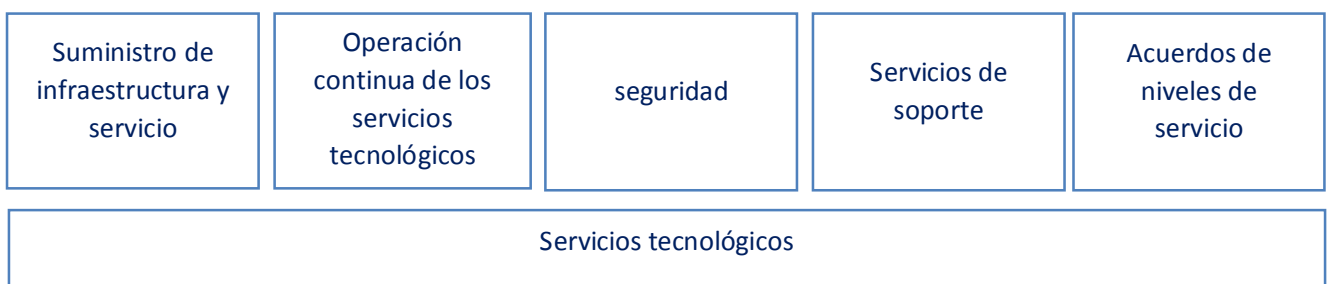 Suministro de
infraestructura y
servicio
Operación
continua de los
servicios
tecnológicos
seguridad
Servicios de
soporte
Acuerdos de
niveles de
servicio
Servicios tecnológicos